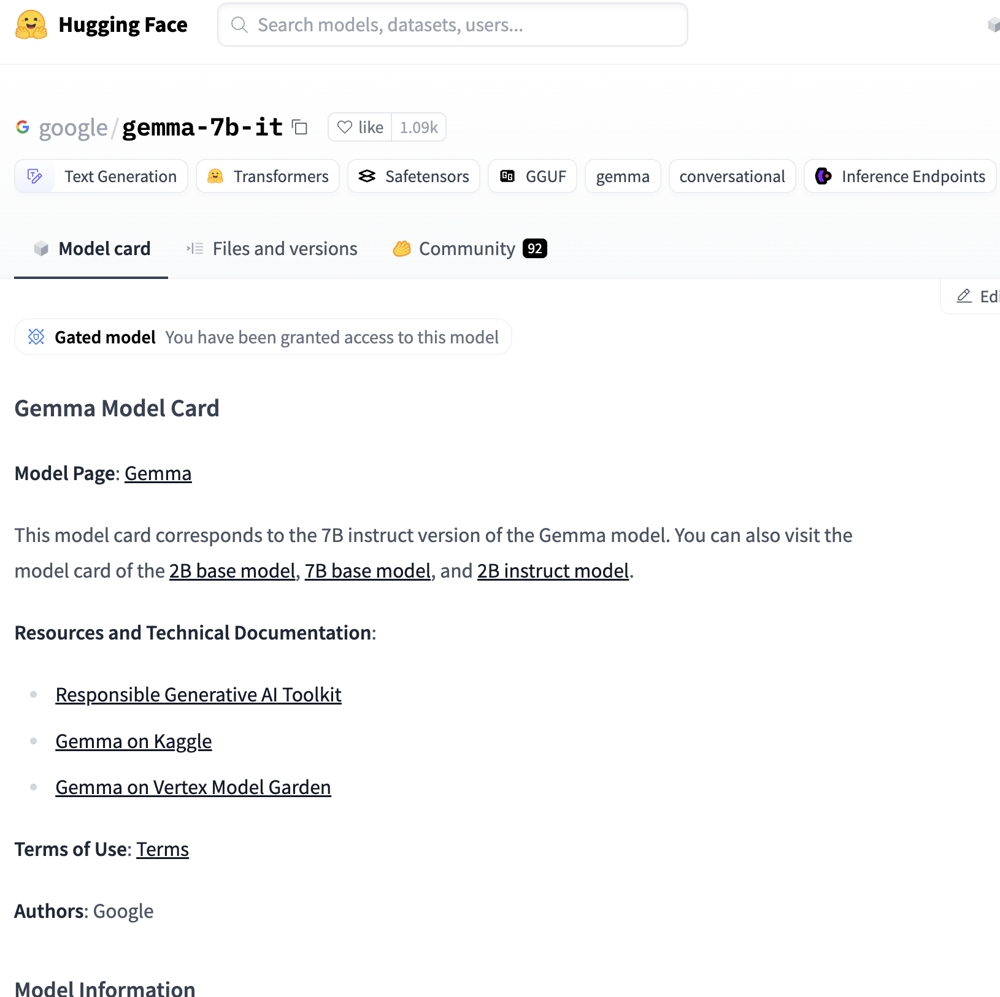 Hugging Face
Search models, datasets, users...
google/gemma-7b-it
like 1.09k
Text Generation Transformers Safetensors GGUF gemma conversational Inference Endpoints
Model card Files and versions Community 92
Gated model You have been granted access to this model
Gemma Model Card
Model Page: Gemma
This model card corresponds to the 7B instruct version of the Gemma model. You can also visit the
model card of the 2B base model, 7B base model, and 2B instruct model.
Resources and Technical Documentation:
Responsible Generative AI Toolkit
Gemma on Kaggle
Gemma on Vertex Model Garden
Terms of Use: Terms
Authors: Google
Model Information